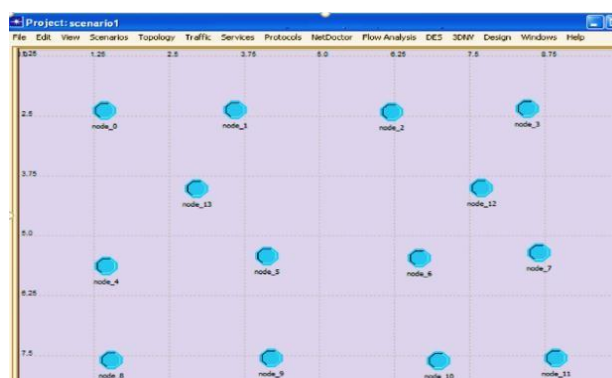 Project: scenario1
File Edit View Scenarios Topology Traffic Services Protocols NetDoctor Flow Analysis DES 3DNV Design Windows Help
1.25 2.5 3.75 5.0 6.25 7.5 8.75
2.5
node_0 node_1 node_2 node_3
3.75
node_13 node_12
5.0
node_4 node_5 node_6 node_7
6.25
7.5
node_8 node_9 node_10 node_11